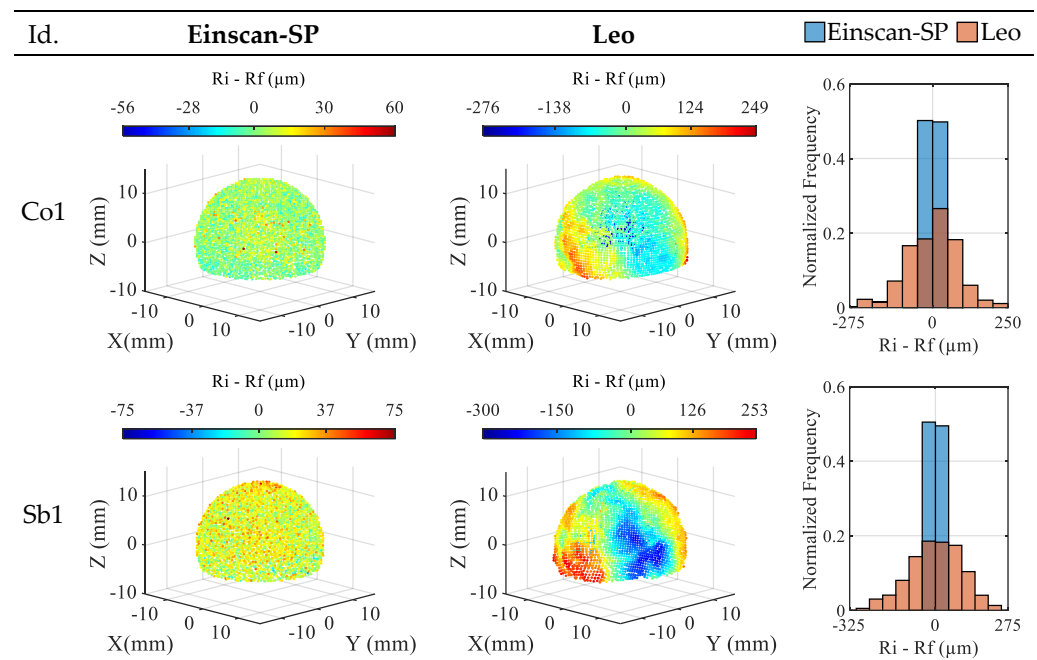 Id. Einscan-SP Leo Einscan-SP Leo
Ri - Rf (µm) Ri - Rf (µm)
-56 -28 0 30 60 -276 -138 0 124 249
Co1
10
0
-10
Z (mm)
-10 0 10
X(mm)
-10 0 10
Y (mm)
10
0
-10
Z (mm)
-10 0 10
X(mm)
-10 0 10
Y (mm)
0.6
0.4
0.2
0
Normalized Frequency
-275 0 250
Ri - Rf (µm)
Ri - Rf (µm) Ri - Rf (µm)
-75 -37 0 37 75 -300 -150 0 126 253
Sb1
10
0
-10
Z (mm)
-10 0 10
X(mm)
-10 0 10
Y (mm)
10
0
-10
Z (mm)
-10 0 10
X(mm)
-10 0 10
Y (mm)
0.6
0.4
0.2
0
Normalized Frequency
-325 0 275
Ri - Rf (µm)